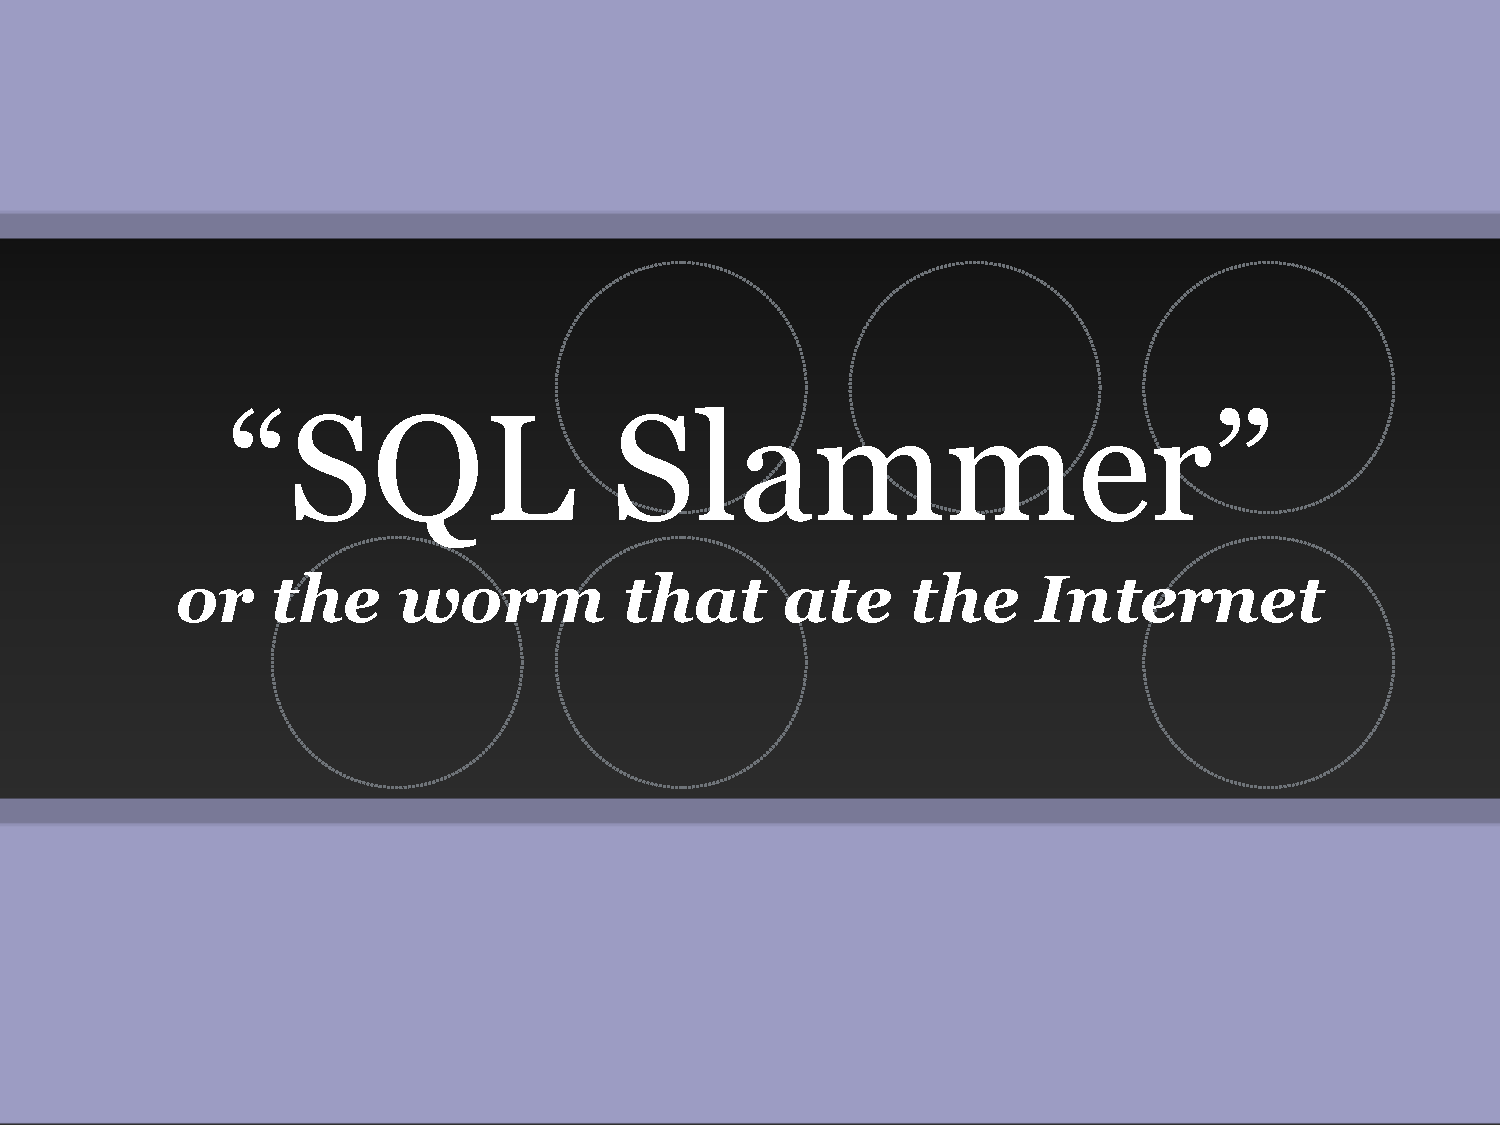 “SQL Slammer”
or the worm that ate the Internet